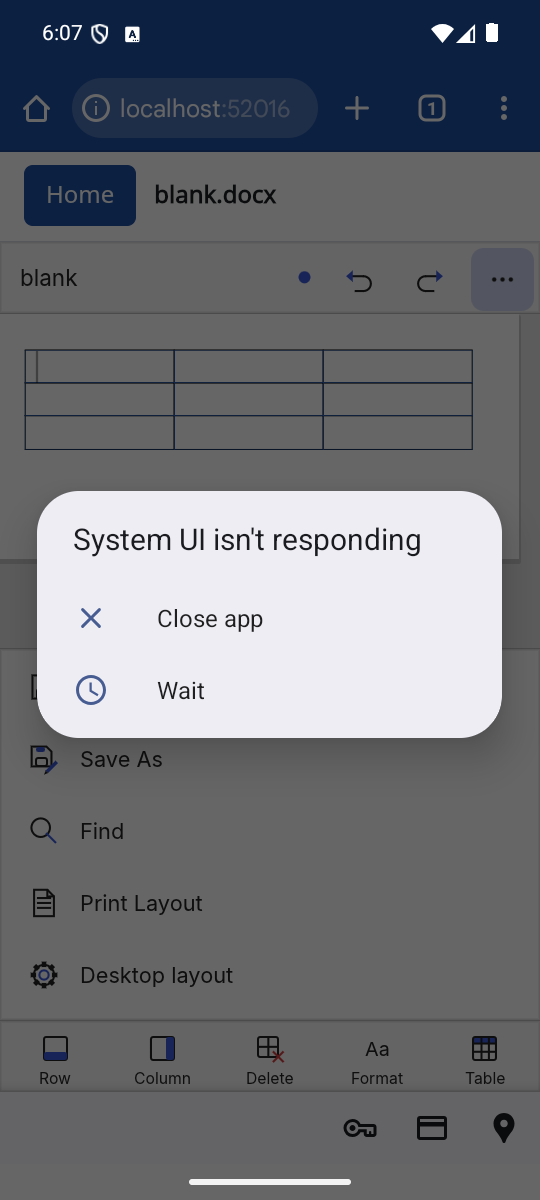 6:07
localhost:52016
1
Home
blank.docx
blank
System UI isn't responding
Close app
Wait
Save As
Find
Print Layout
Desktop layout
Aa
Row
Column
Delete
Format
Table